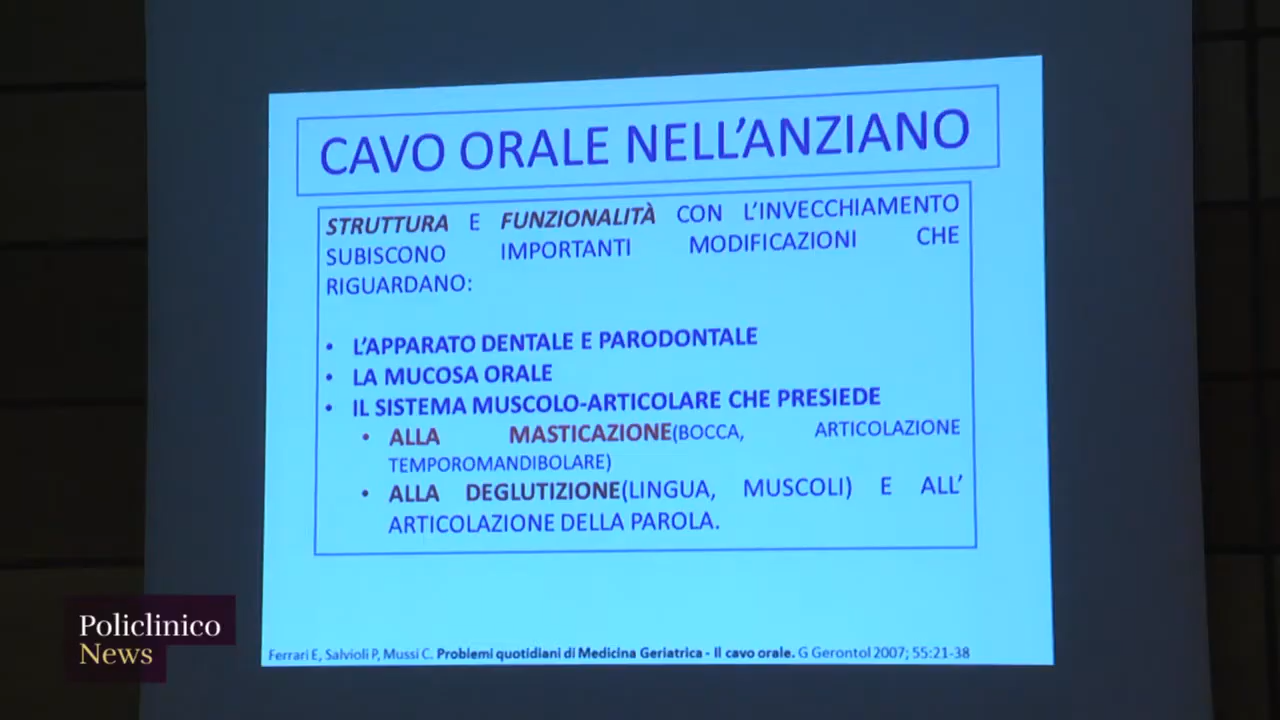 CAVO ORALE NELL'ANZIANO
STRUTTURA E FUNZIONALITÀ CON L'INVECCHIAMENTO
SUBISCONO IMPORTANTI MODIFICAZIONI CHE
RIGUARDANO:
• L'APPARATO DENTALE E PARODONTALE
• LA MUCOSA ORALE
• IL SISTEMA MUSCOLO-ARTICOLARE CHE PRESIEDE
• ALLA MASTICAZIONE(BOCCA, ARTICOLAZIONE
TEMPOROMANDIBOLARE)
• ALLA DEGLUTIZIONE(LINGUA, MUSCOLI) E ALL'
ARTICOLAZIONE DELLA PAROLA.
Policlinico
News
Ferrari E, Salvioli P, Mussi C. Problemi quotidiani di Medicina Geriatrica - Il cavo orale. G Gerontol 2007; 55:21-38